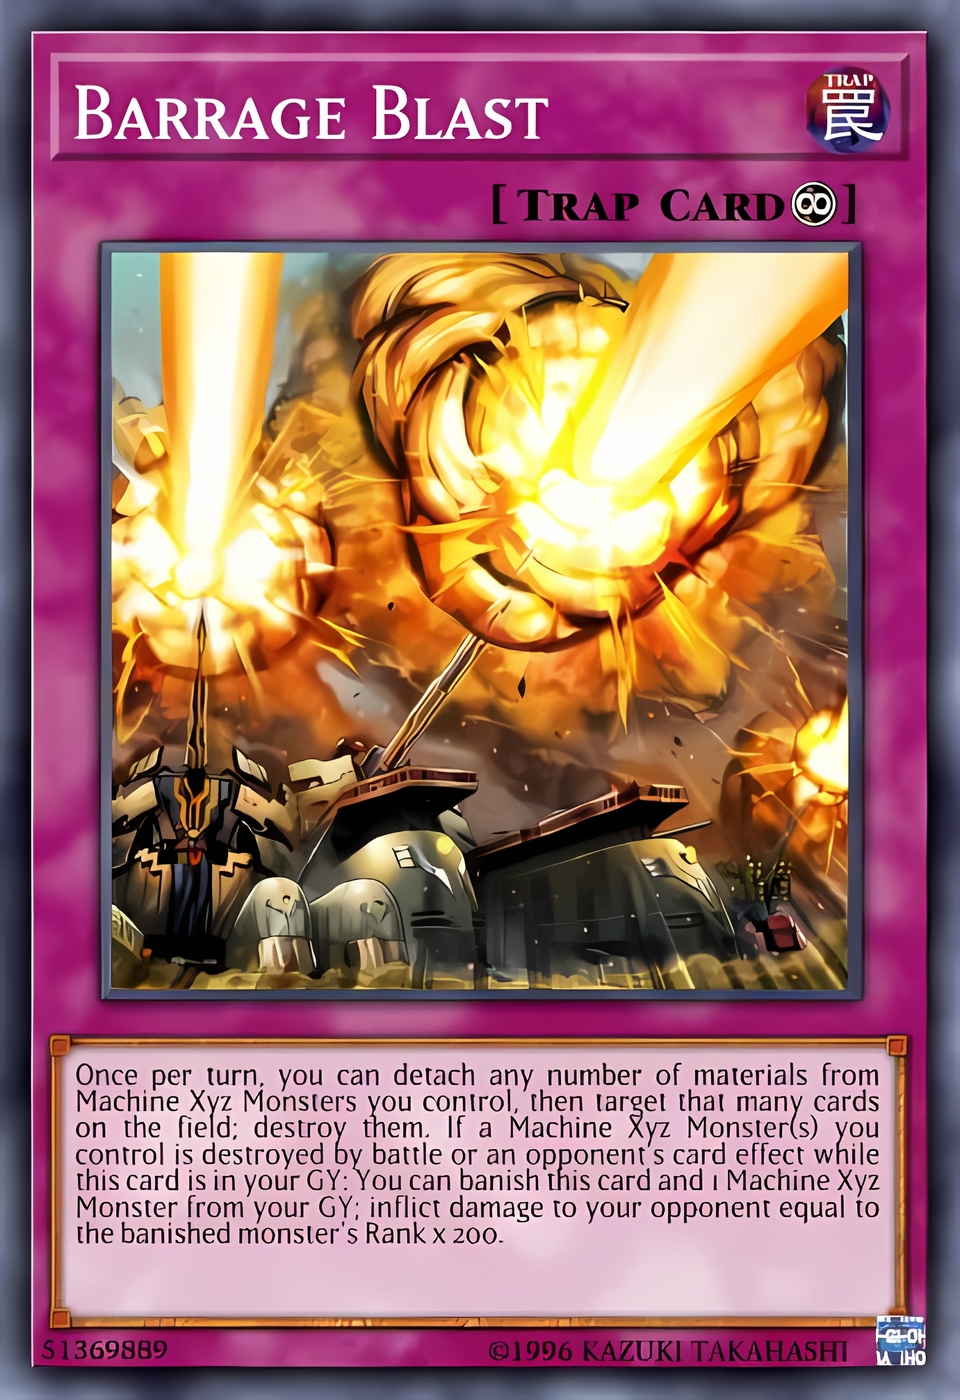 Barrage Blast
TRAP
罠
[Trap Card]
Once per turn, you can detach any number of materials from
Machine Xyz Monsters you control, then target that many cards
on the field; destroy them. If a Machine Xyz Monster(s) you
control is destroyed by battle or an opponent's card effect while
this card is in your GY: You can banish this card and 1 Machine Xyz
Monster from your GY; inflict damage to your opponent equal to
the banished monster's Rank x 200.
51369889
©1996 KAZUKI TAKAHASHI